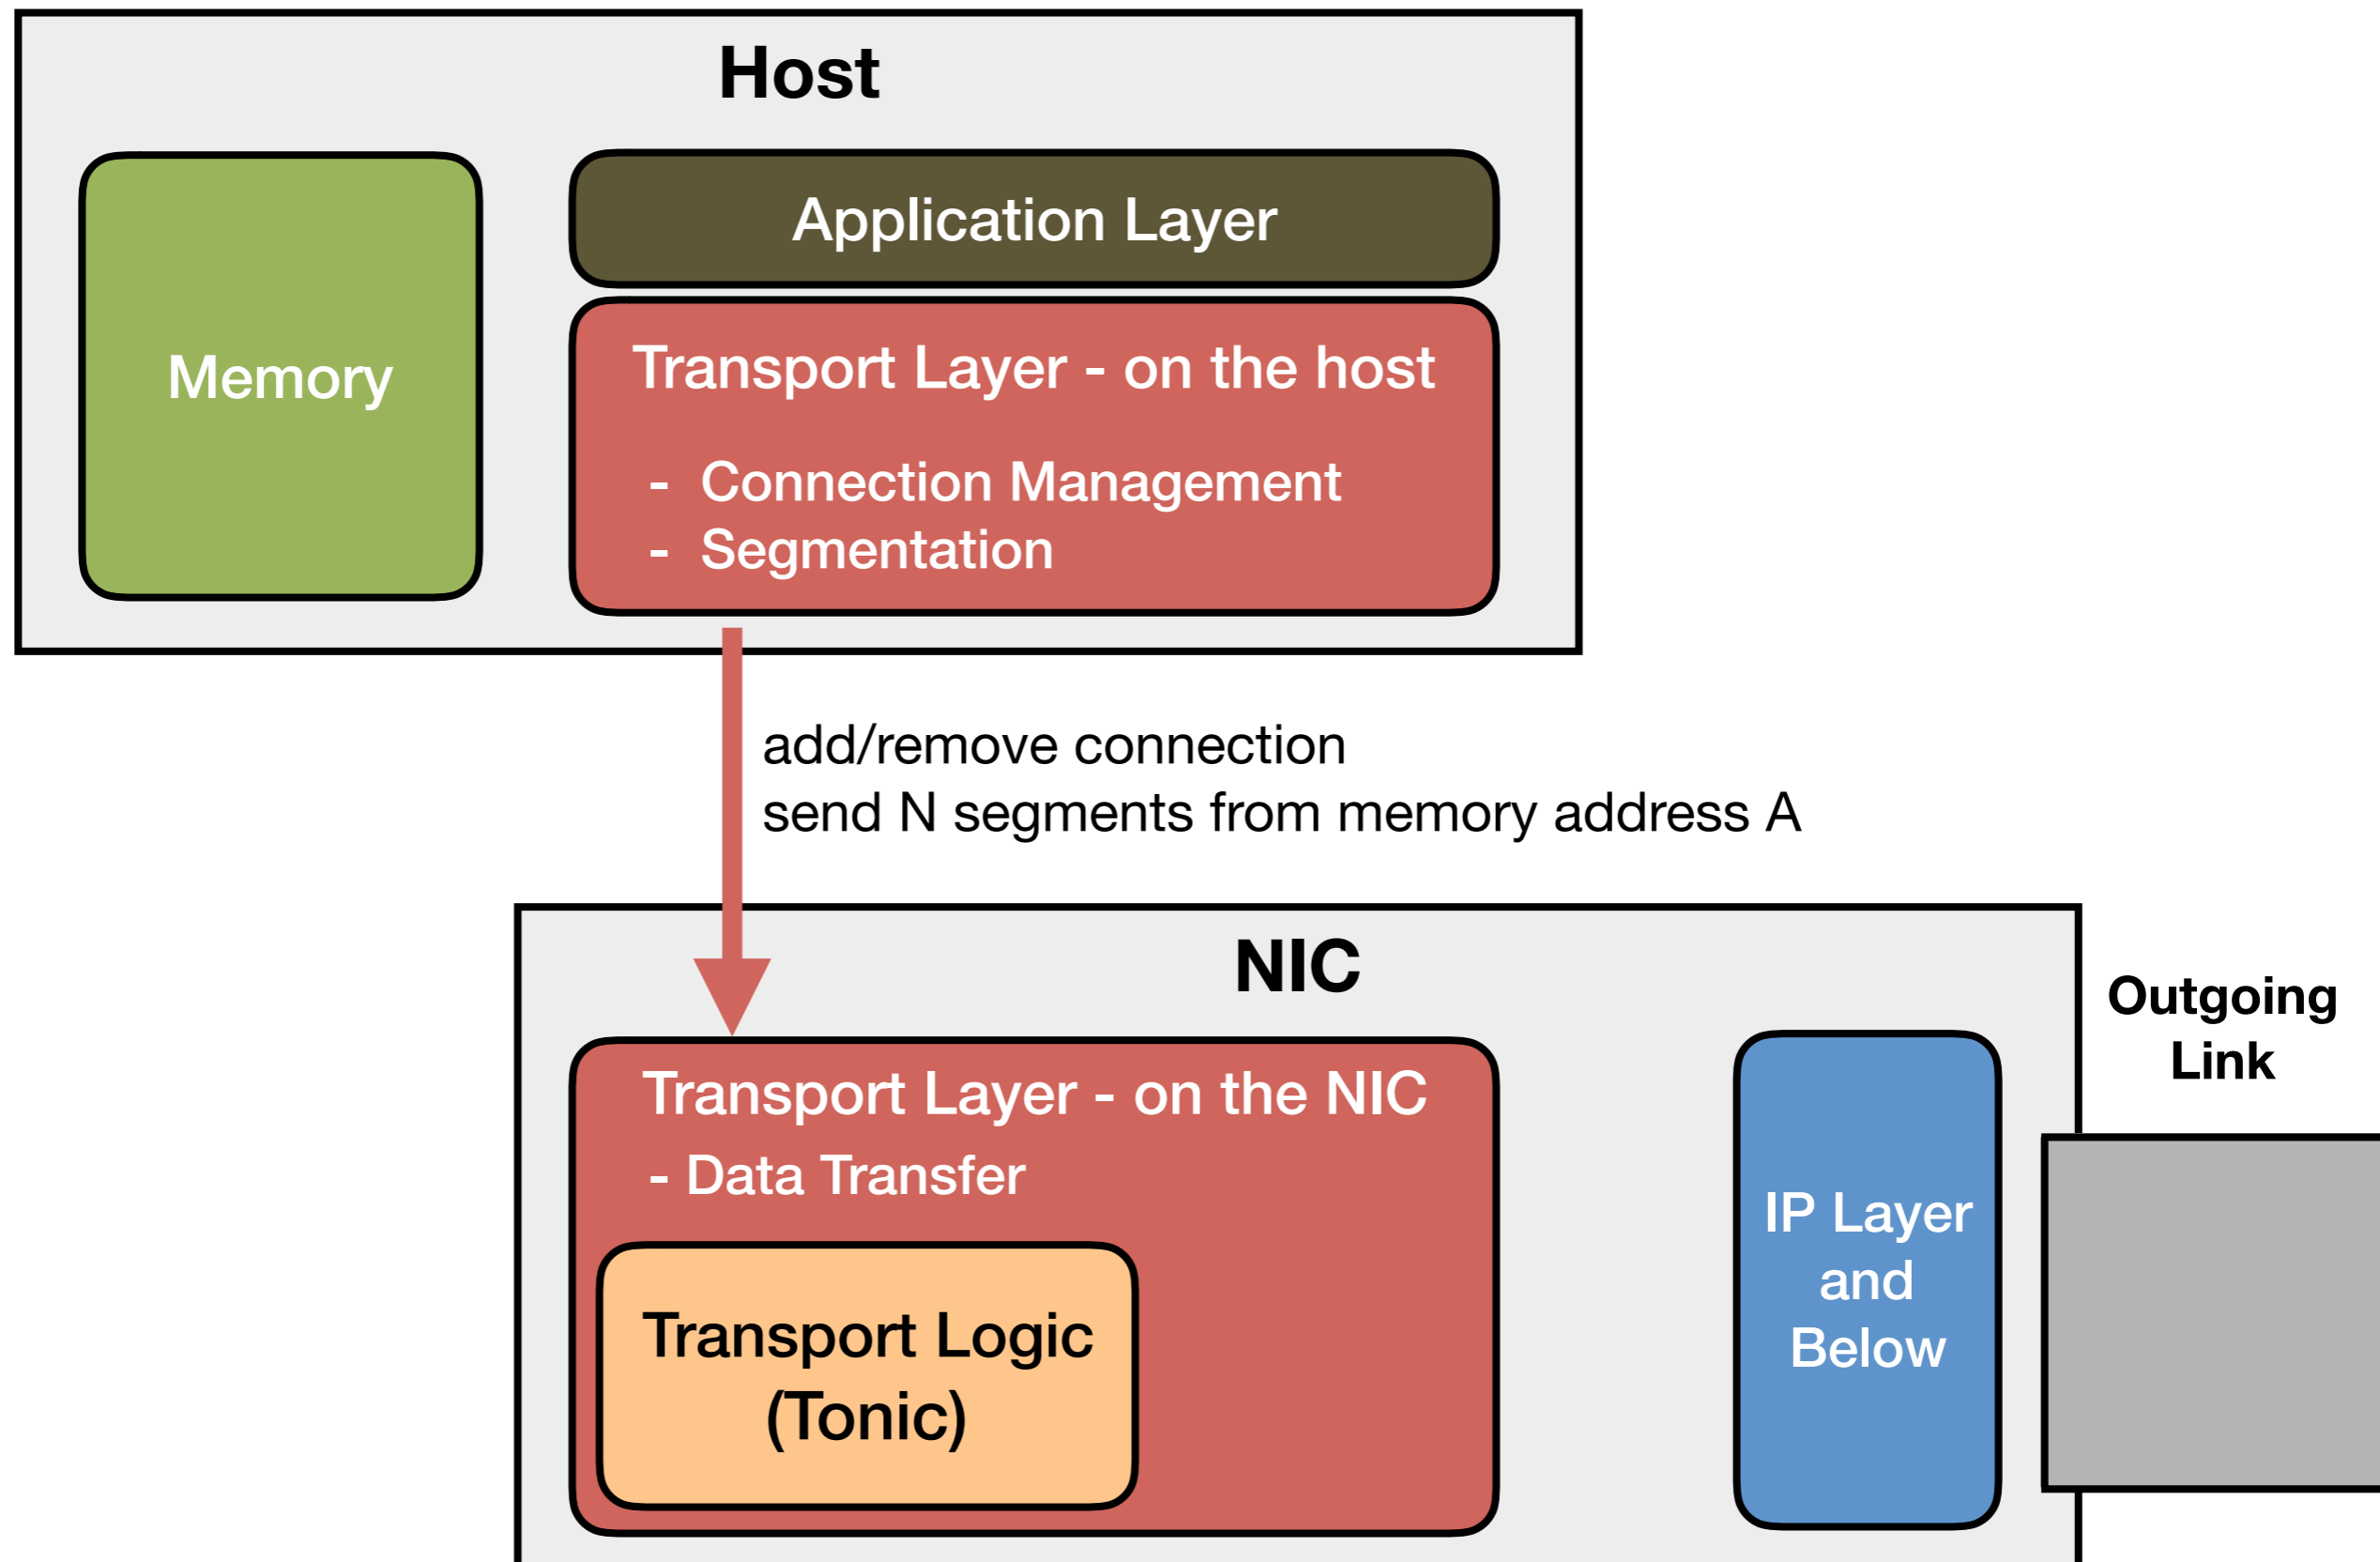 Host
Memory
Application Layer
Transport Layer - on the host
- Connection Management
- Segmentation
add/remove connection
send N segments from memory address A
NIC
Transport Layer - on the NIC
- Data Transfer
Transport Logic
(Tonic)
IP Layer
and
Below
Outgoing
Link